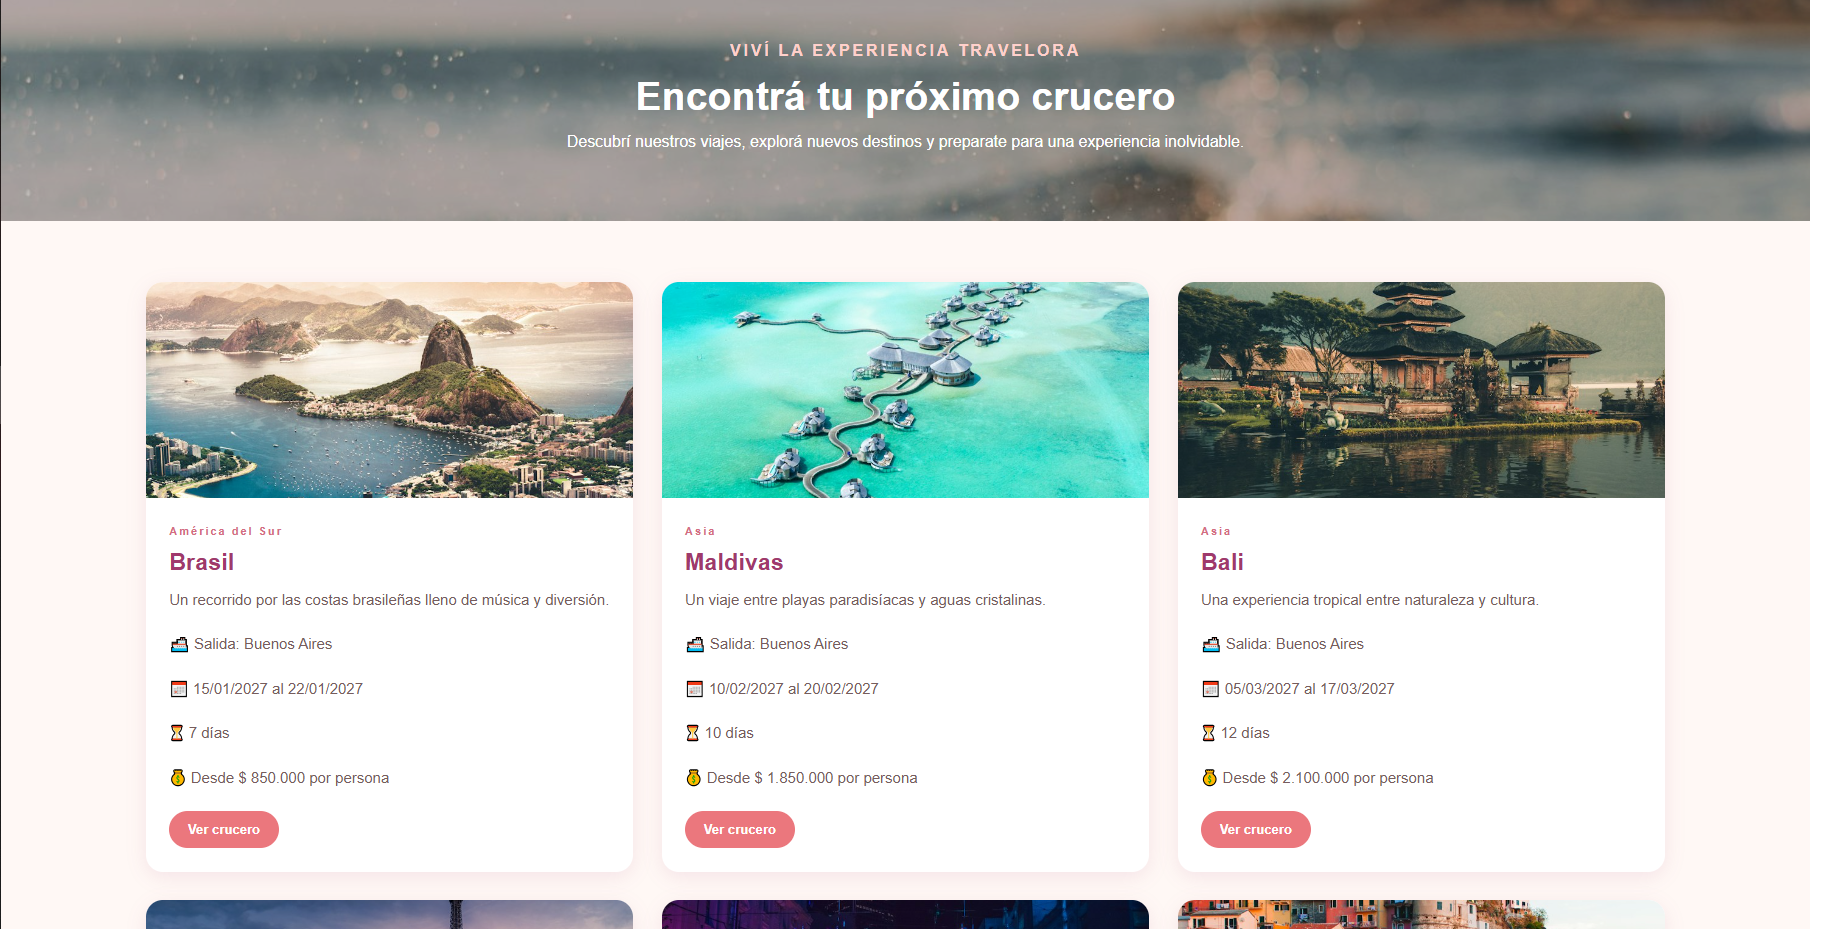 VIVÍ LA EXPERIENCIA TRAVELORA
Encontrá tu próximo crucero
Descubrí nuestros viajes, explorá nuevos destinos y preparate para una experiencia inolvidable.
América del Sur
Brasil
Un recorrido por las costas brasileñas lleno de música y diversión.
Salida: Buenos Aires
15/01/2027 al 22/01/2027
7 días
Desde $ 850.000 por persona
Ver crucero
Asia
Maldivas
Un viaje entre playas paradisíacas y aguas cristalinas.
Salida: Buenos Aires
10/02/2027 al 20/02/2027
10 días
Desde $ 1.850.000 por persona
Ver crucero
Asia
Bali
Una experiencia tropical entre naturaleza y cultura.
Salida: Buenos Aires
05/03/2027 al 17/03/2027
12 días
Desde $ 2.100.000 por persona
Ver crucero